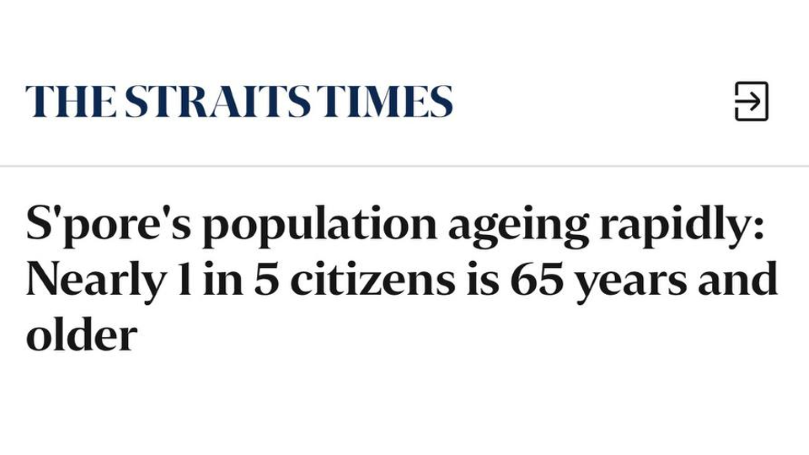 THE STRAITS TIMES
S'pore's population ageing rapidly:
Nearly 1 in 5 citizens is 65 years and
older